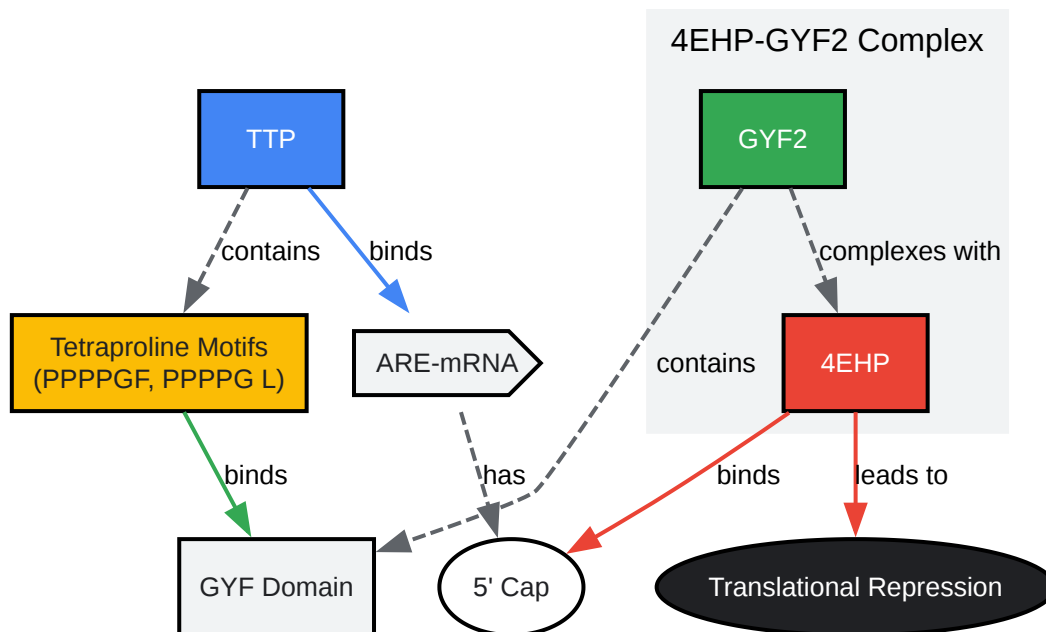 4EHP-GYF2 Complex
TTP
GYF2
contains
binds
complexes with
Tetraproline Motifs
(PPPPGF, PPPPG L)
ARE-mRNA
contains
4EHP
binds
has
binds
leads to
GYF Domain
5' Cap
Translational Repression